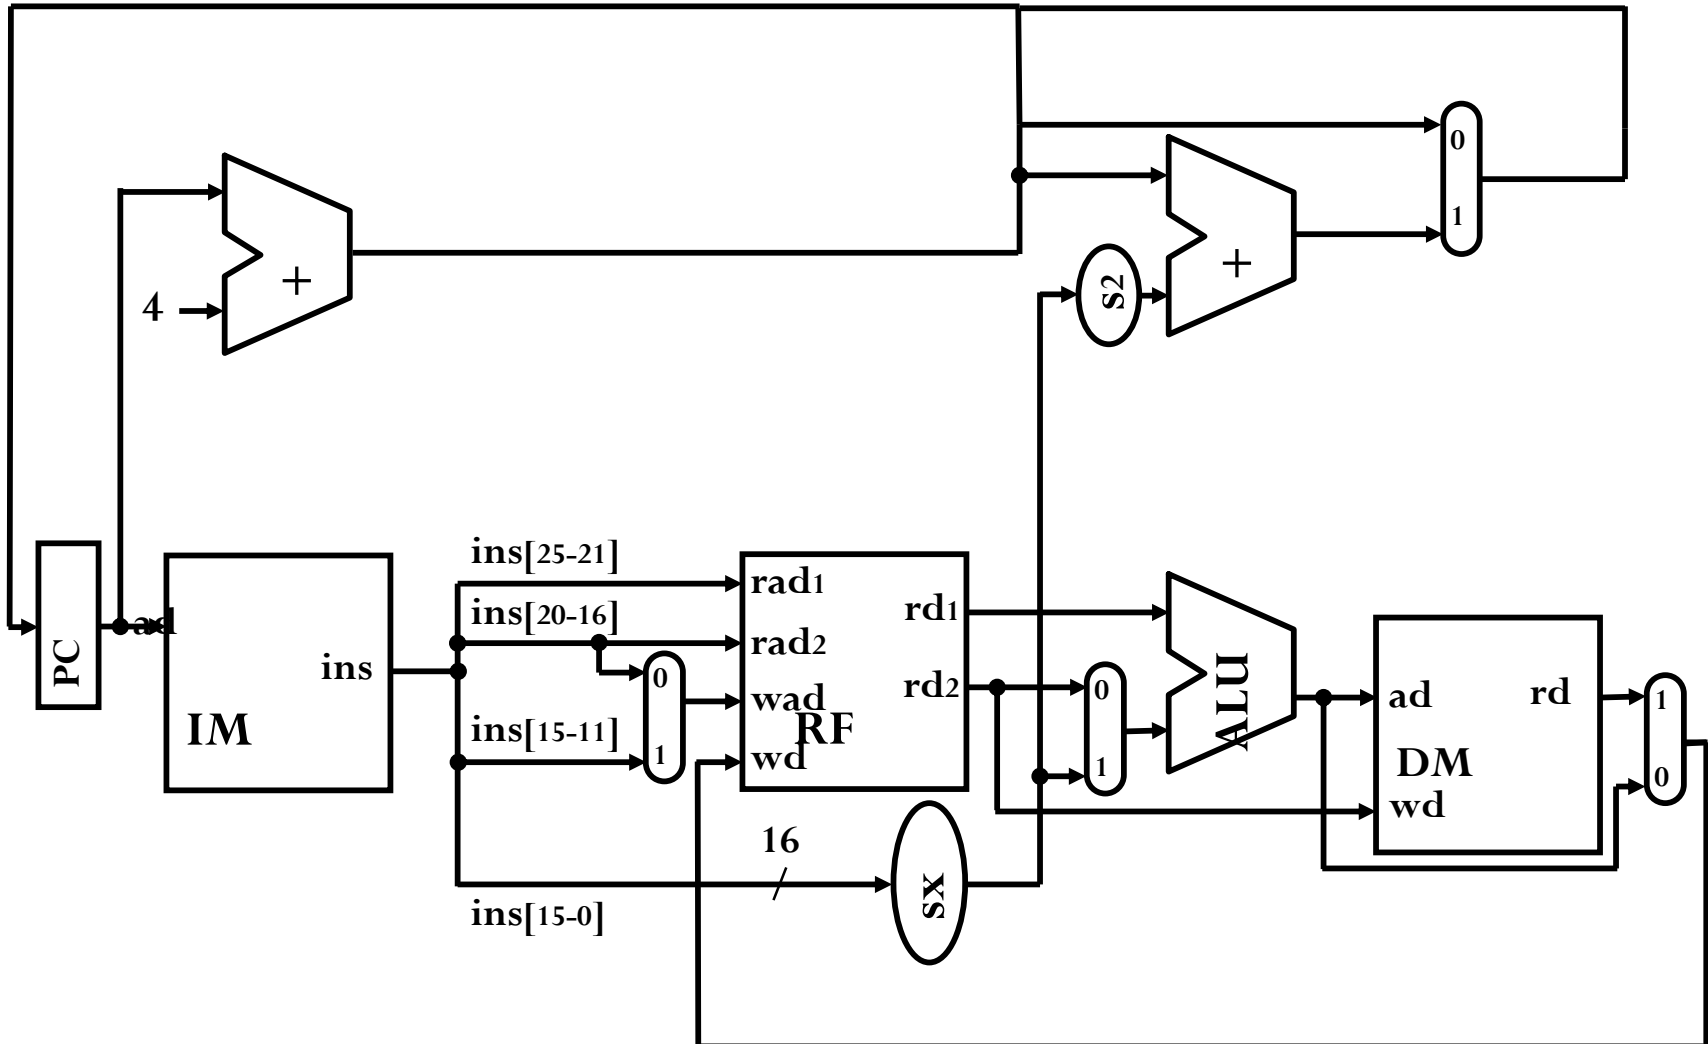 0
1
+
s2
+
4
ins[25-21]
ins[20-16]
ins[15-11]
ins[15-0]
16
PC
ad
ins
IM
0
1
rad1
rad2
wad
wd
RF
rd1
rd2
sx
0
1
ALU
ad
rd
DM
wd
1
0